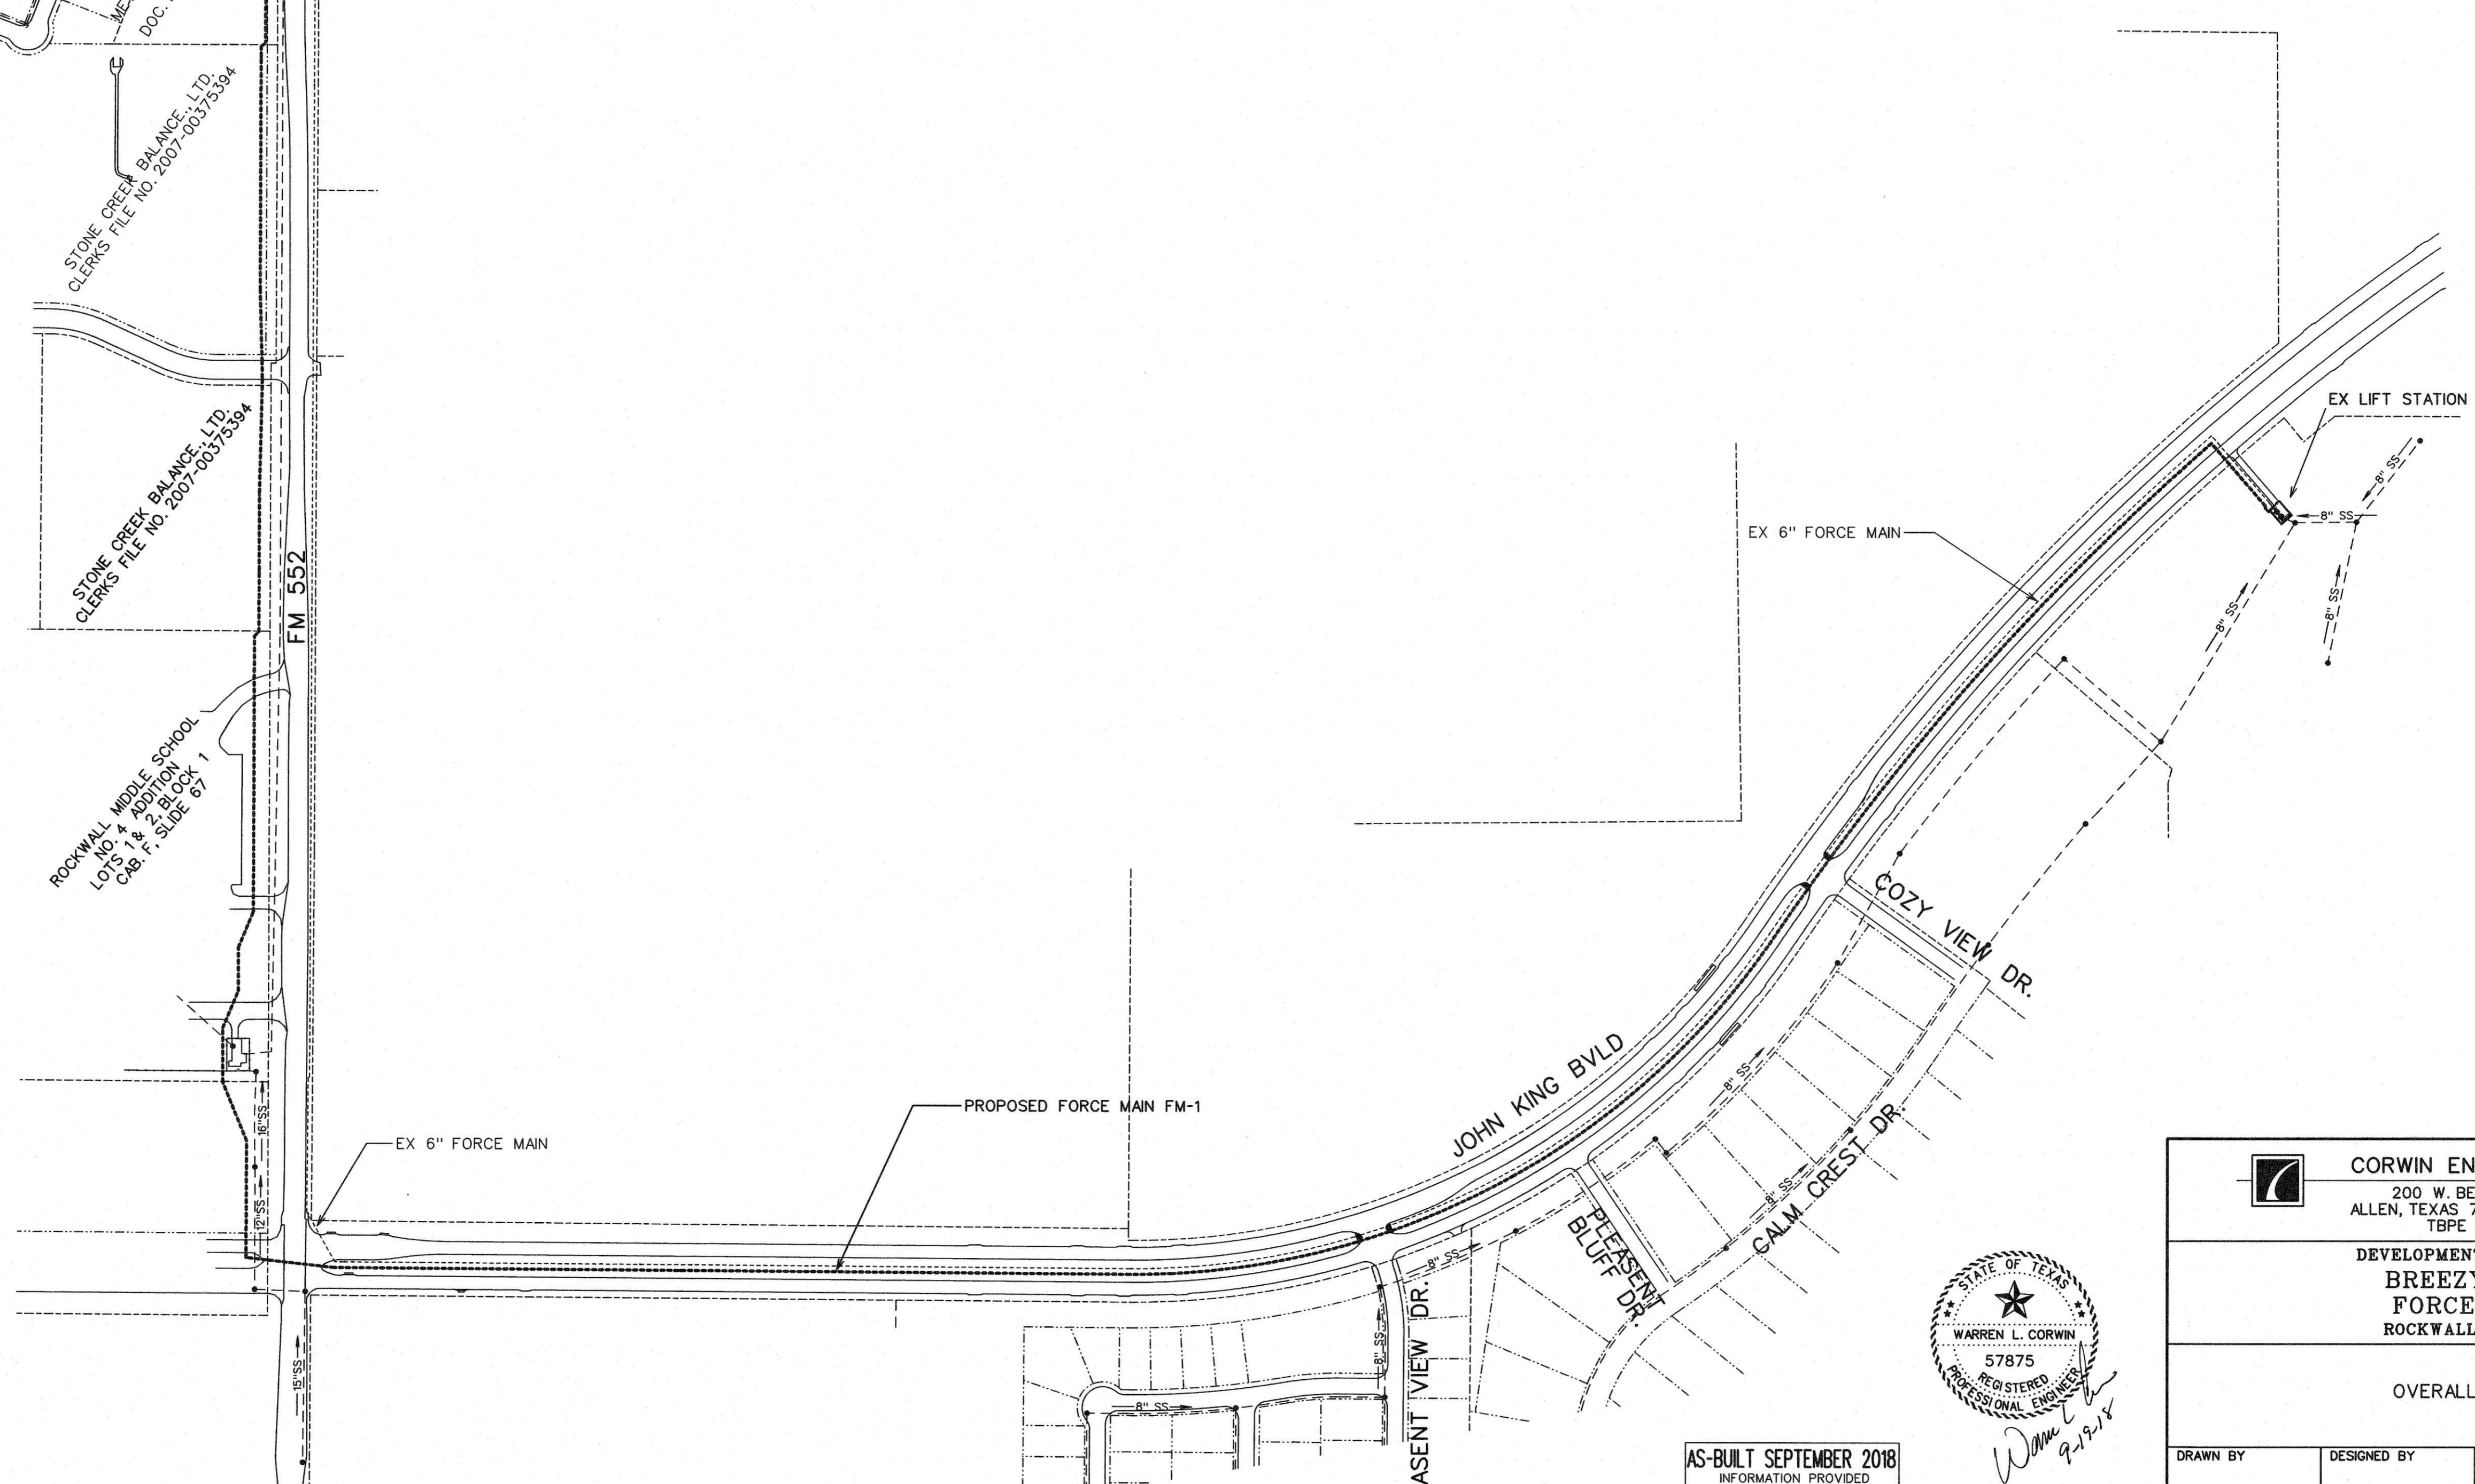 DOC.
STONE CREEK BALANCE., LTD.
CLERKS FILE NO. 2007-00375394
STONE CREEK BALANCE., LTD.
CLERKS FILE NO. 2007-00375394
FM 552
ROCKWALL MIDDLE SCHOOL
NO. 4 ADDITION
LOTS 1 & 2, BLOCK 1
CAB. F, SLIDE 67
16"SS
12"SS
15"SS
EX 6" FORCE MAIN
PROPOSED FORCE MAIN FM-1
JOHN KING BVLD
EX 6" FORCE MAIN
EX LIFT STATION
8" SS
8" SS
8" SS
8" SS
COZY VIEW DR.
8" SS
8" SS
CALM CREST DR.
PLEASENT
BLUFF DR.
8" SS
8" SS
8" SS
ASENT VIEW DR.
AS-BUILT SEPTEMBER 2018
INFORMATION PROVIDED
STATE OF TEXAS
WARREN L. CORWIN
57875
REGISTERED
PROFESSIONAL ENGINEER
9-19-18
CORWIN EN
200 W. BE
ALLEN, TEXAS 7
TBPE
DEVELOPMEN
BREEZY
FORCE
ROCKWALL
OVERALL
DRAWN BY
DESIGNED BY